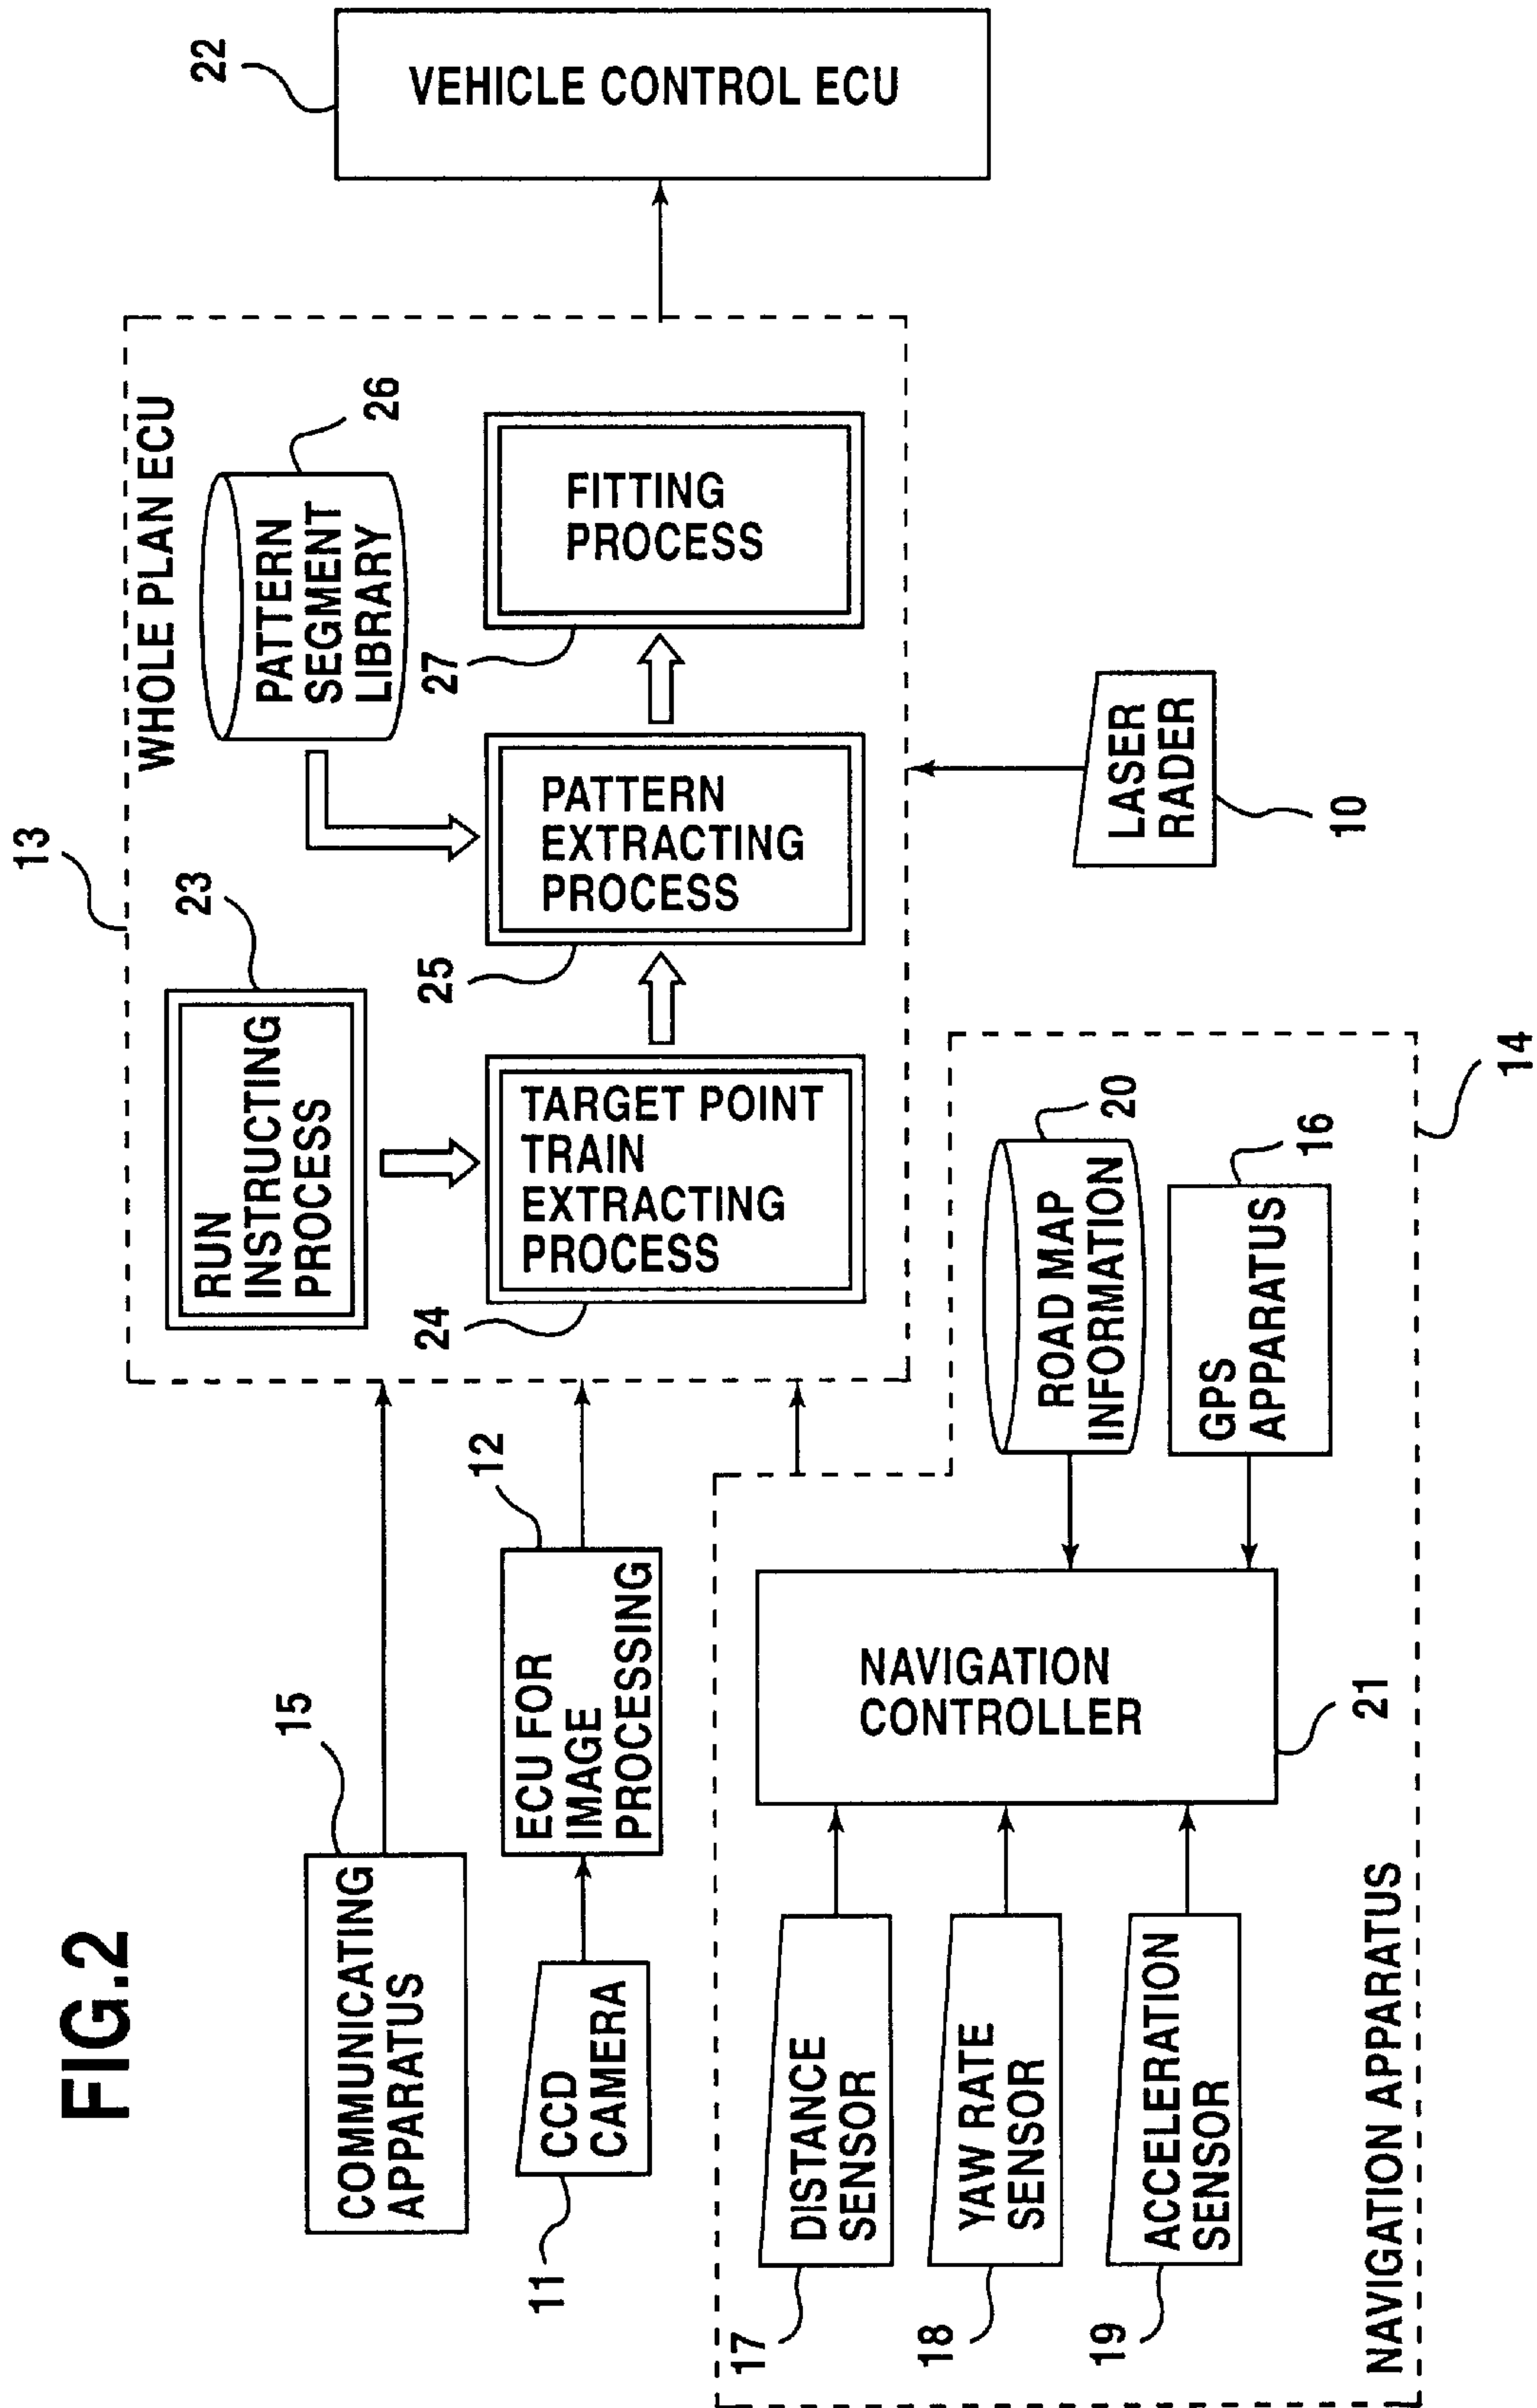 FIG.2
13
WHOLE PLAN ECU
23
RUN
INSTRUCTING
PROCESS
26
PATTERN
SEGMENT
LIBRARY
22
VEHICLE CONTROL ECU
15
COMMUNICATING
APPARATUS
24
TARGET POINT
TRAIN
EXTRACTING
PROCESS
25
PATTERN
EXTRACTING
PROCESS
27
FITTING
PROCESS
11
CCD
CAMERA
12
ECU FOR
IMAGE
PROCESSING
17
DISTANCE
SENSOR
18
YAW RATE
SENSOR
19
ACCELERATION
SENSOR
NAVIGATION
CONTROLLER
21
20
ROAD MAP
INFORMATION
16
GPS
APPARATUS
14
LASER
RADER
10
NAVIGATION APPARATUS